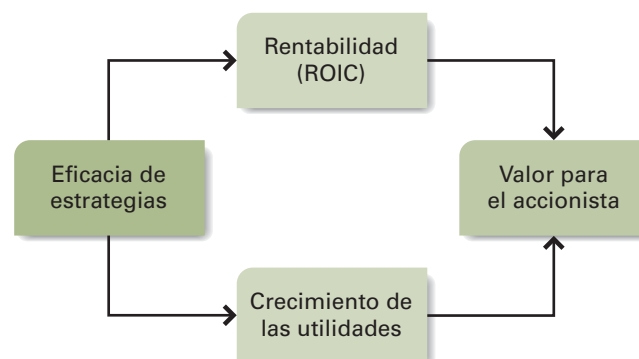 Rentabilidad
(ROIC)
Eficacia de
estrategias
Valor para
el accionista
Crecimiento de
las utilidades